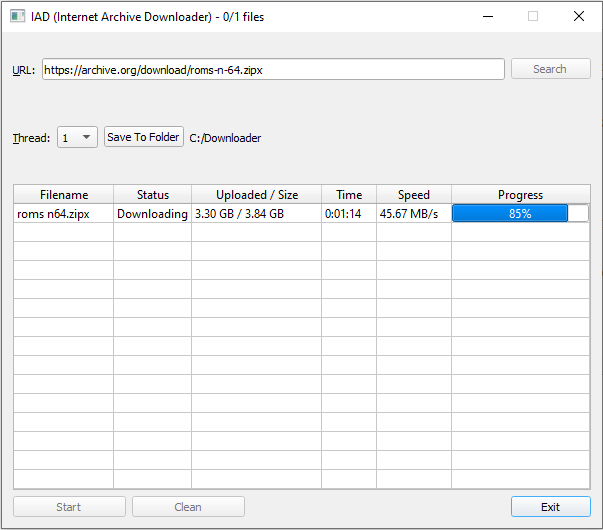 IAD (Internet Archive Downloader) - 0/1 files
URL: https://archive.org/download/roms-n-64.zipx Search
Thread: 1 Save To Folder C:/Downloader
Filename Status Uploaded / Size Time Speed Progress
roms n64.zipx Downloading 3.30 GB / 3.84 GB 0:01:14 45.67 MB/s 85%
Start Clean Exit